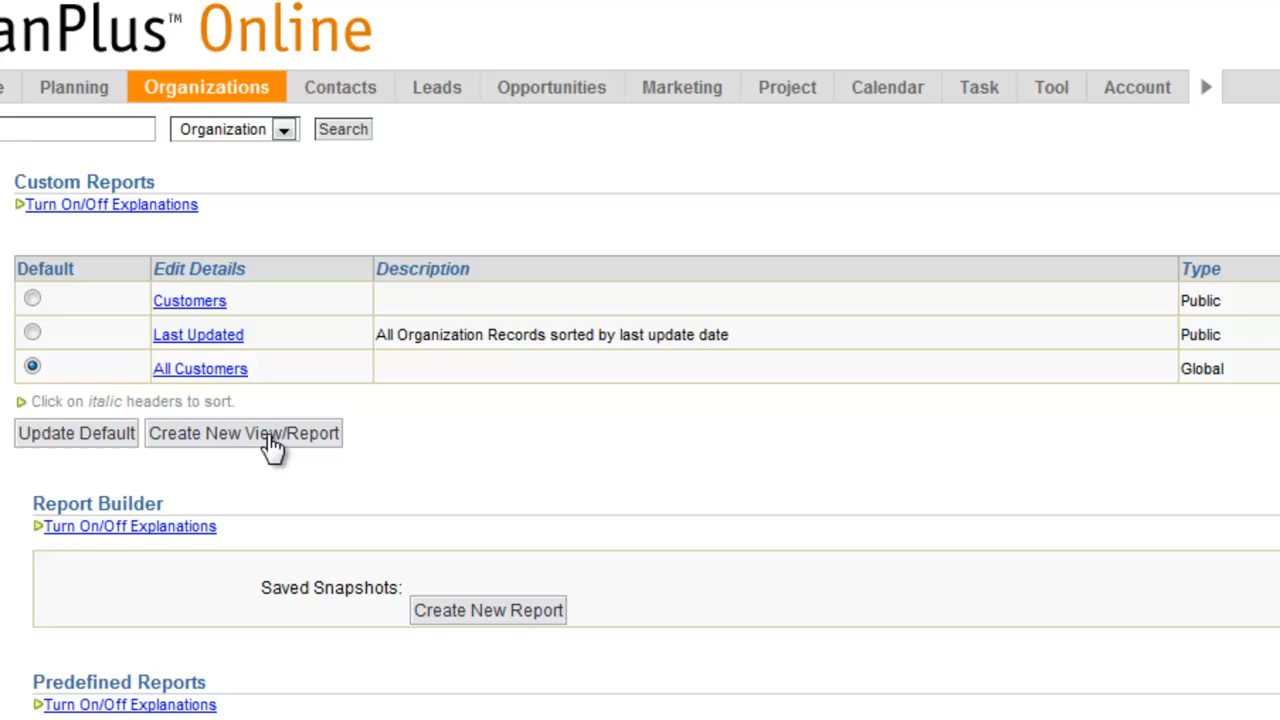 anPlus™ Online
e Planning Organizations Contacts Leads Opportunities Marketing Project Calendar Task Tool Account
Organization Search
Custom Reports
Turn On/Off Explanations
Default Edit Details Description Type
Customers Public
Last Updated All Organization Records sorted by last update date Public
All Customers Global
Click on italic headers to sort.
Update Default Create New View/Report
Report Builder
Turn On/Off Explanations
Saved Snapshots:
Create New Report
Predefined Reports
Turn On/Off Explanations